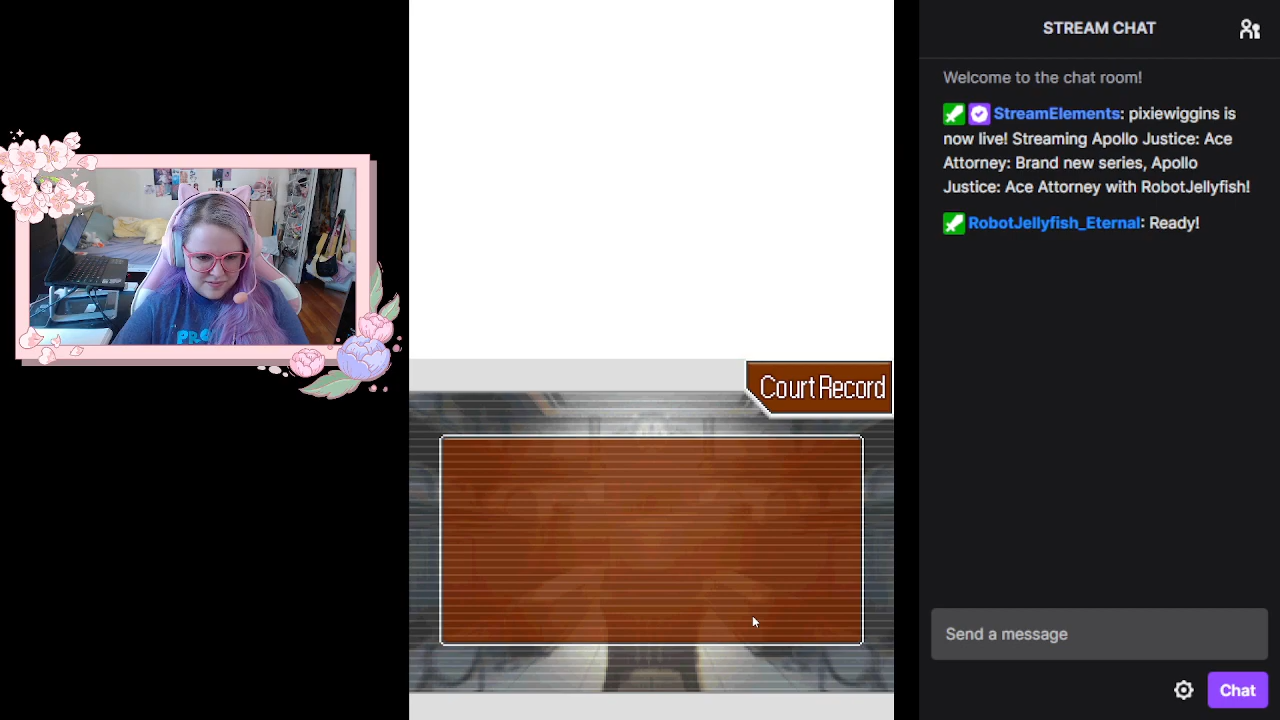 STREAM CHAT
Welcome to the chat room!
StreamElements: pixiewiggins is
now live! Streaming Apollo Justice: Ace
Attorney: Brand new series, Apollo
Justice: Ace Attorney with RobotJellyfish!
RobotJellyfish_Eternal: Ready!
Court Record
Send a message
Chat